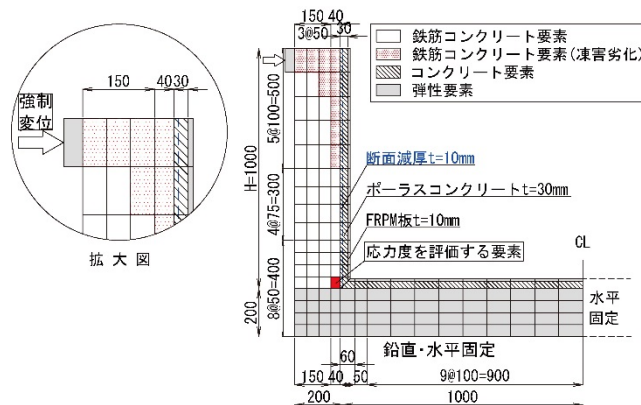 150 40
3@50 30
鉄筋コンクリート要素
鉄筋コンクリート要素(凍害劣化)
コンクリート要素
弾性要素
150 40 30
強制
変位
拡大図
H=1000
5@100=500
4@75=300
8@50=400
200
断面減厚t=10mm
ポーラスコンクリートt=30mm
FRPM板t=10mm
応力度を評価する要素
CL
水平
固定
鉛直・水平固定
60
150 40 50 9@100=900
200 1000